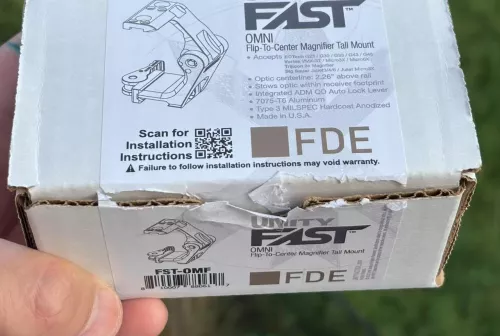 FAST™
OMNI
Flip-To-Center Magnifier Tall Mount
• Optic centerline: 2.26" above rail
• Stows optic within receiver footprint
• Integrated ADM QD Auto Lock Lever
• 7075-T6 Aluminum
• Type 3 MILSPEC Hardcoat Anodized
• Made in U.S.A.
Scan for
Installation
Instructions
FDE
Failure to follow installation instructions may void warranty.
UNITY
FAST™
OMNI
Flip-To-Center Magnifier Tall Mount
FST-OMF
FDE